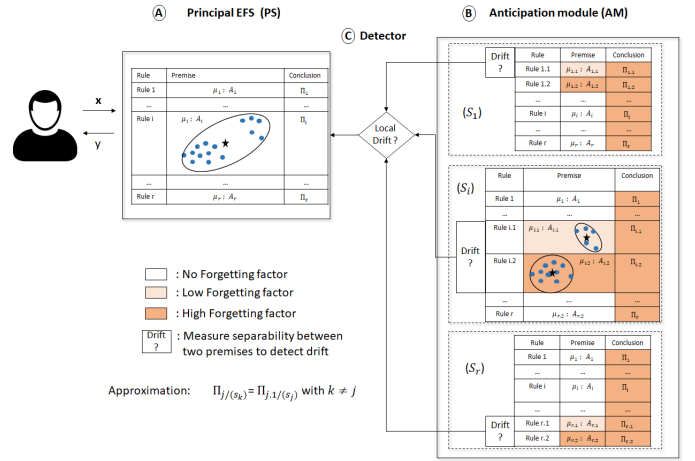 A Principal EFS (PS)
B Anticipation module (AM)
C Detector
x
y
Rule Premise Conclusion
Rule 1 μ₁ : A₁ Π₁
... ... ...
Rule i μᵢ : Aᵢ Πᵢ
... ... ...
Rule r μᵣ : Aᵣ Πᵣ
Local
Drift ?
Drift
?
(S₁)
Rule Premise Conclusion
Rule 1.1 μ₁.₁ : A₁.₁ Π₁.₁
Rule 1.2 μ₁.₂ : A₁.₂ Π₁.₂
... ... ...
Rule i μᵢ : Aᵢ Πᵢ
... ... ...
Rule r μᵣ : Aᵣ Πᵣ
(Sᵢ)
Drift
?
Rule Premise Conclusion
Rule 1 μ₁ : A₁ Π₁
... ... ...
Rule i.1 μᵢ.₁ : Aᵢ.₁ Πᵢ.₁
Rule i.2 μᵢ.₂ : Aᵢ.₂ Πᵢ.₂
... ... ...
Rule r μᵣ.₂ : Aᵣ.₂ Πᵣ
(Sᵣ)
Rule Premise Conclusion
Rule 1 μ₁ : A₁ Π₁
... ... ...
Rule i μᵢ : Aᵢ Πᵢ
... ... ...
Drift
?
Rule r.1 μᵣ.₁ : Aᵣ.₁ Πᵣ.₁
Rule r.2 μᵣ.₂ : Aᵣ.₂ Πᵣ.₂
: No Forgetting factor
: Low Forgetting factor
: High Forgetting factor
Drift
?
: Measure separability between
two premises to detect drift
Approximation: Π_{j/(s_k)} = Π_{j.1/(s_j)} with k ≠ j